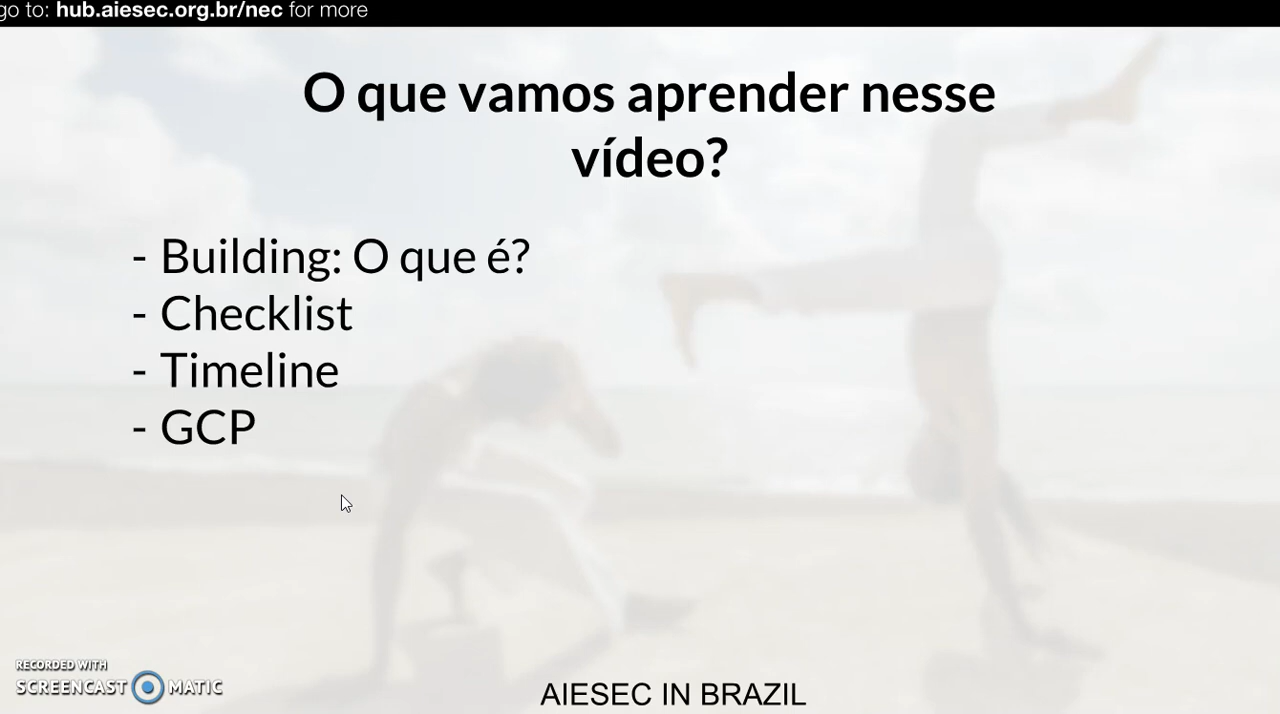 go to: hub.aiesec.org.br/nec for more
O que vamos aprender nesse
vídeo?
- Building: O que é?
- Checklist
- Timeline
- GCP
RECORDED WITH
SCREENCAST MATIC
AIESEC IN BRAZIL